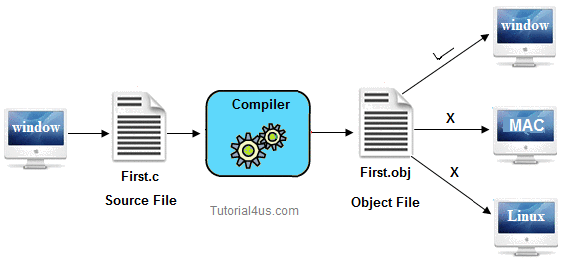 window
First.c
Source File
Compiler
Tutorial4us.com
First.obj
Object File
window
X
MAC
X
Linux